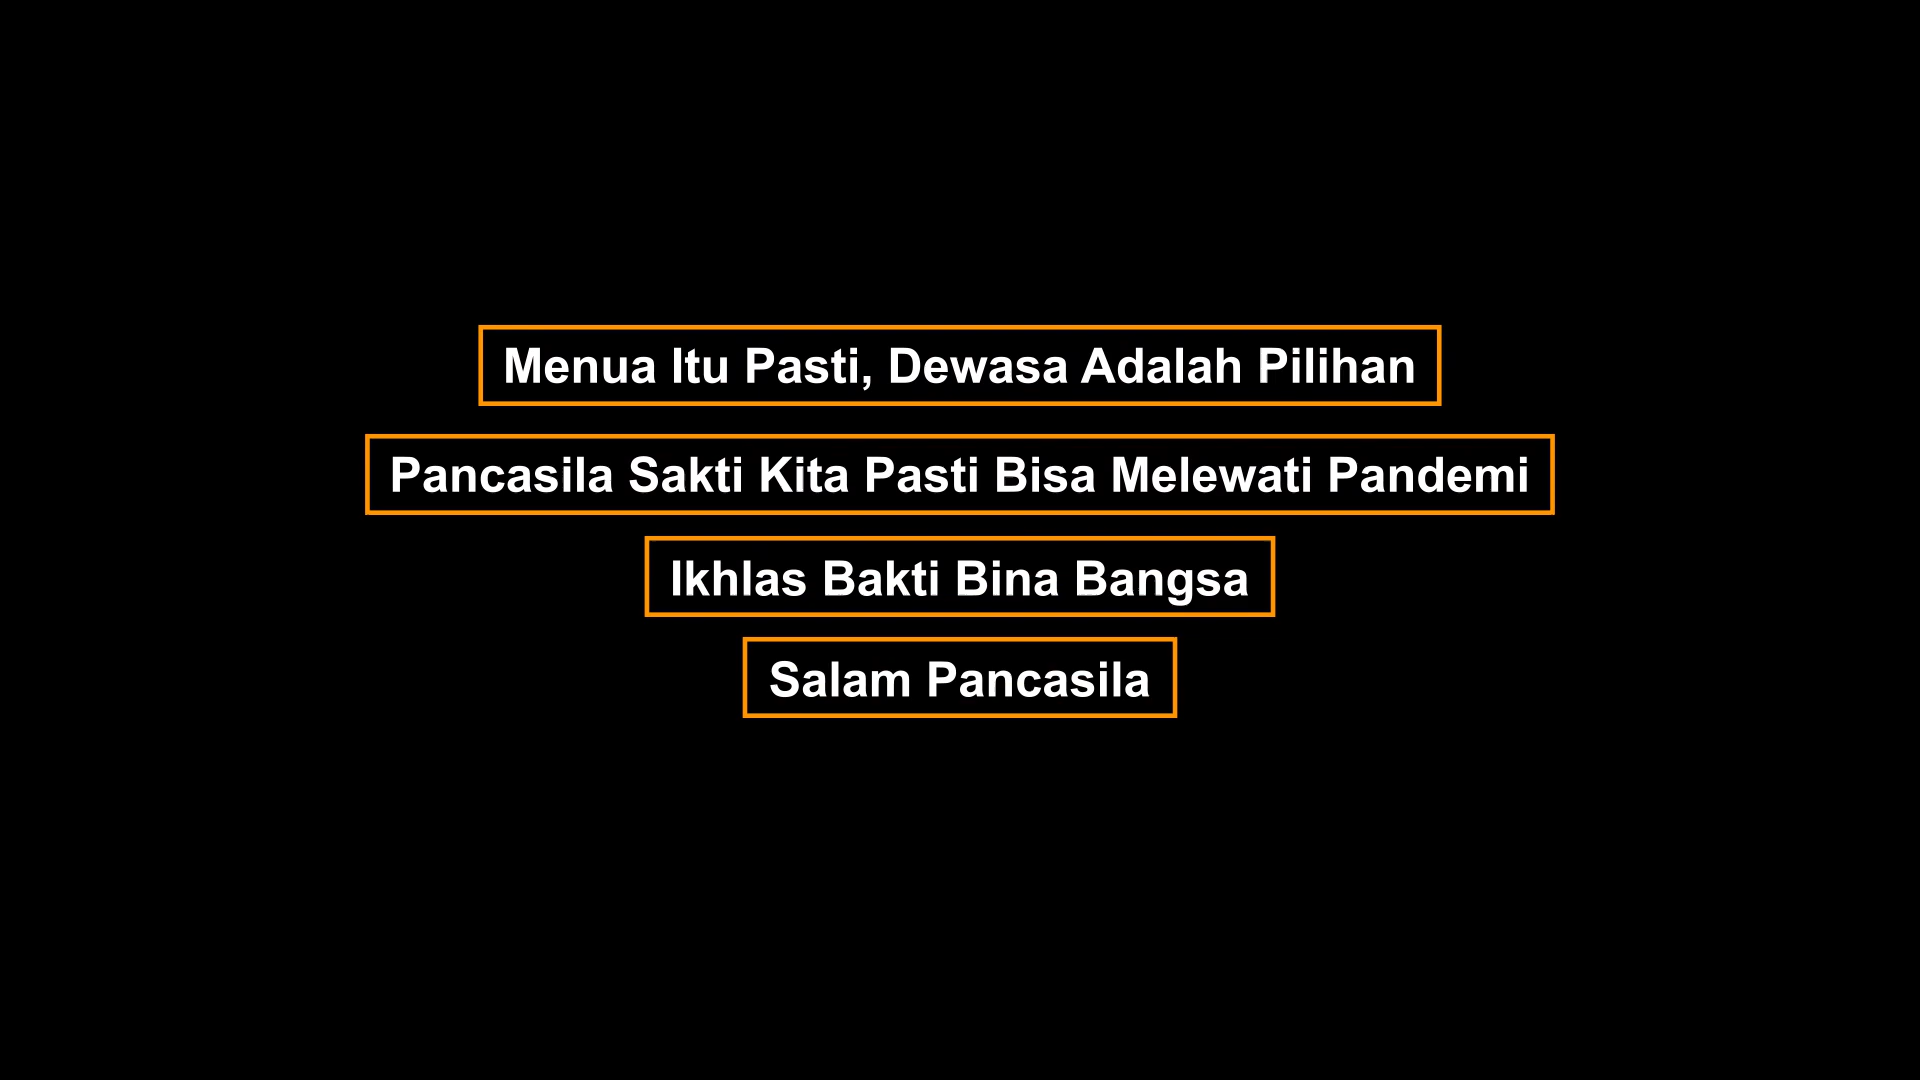 Menua Itu Pasti, Dewasa Adalah Pilihan
Pancasila Sakti Kita Pasti Bisa Melewati Pandemi
Ikhlas Bakti Bina Bangsa
Salam Pancasila